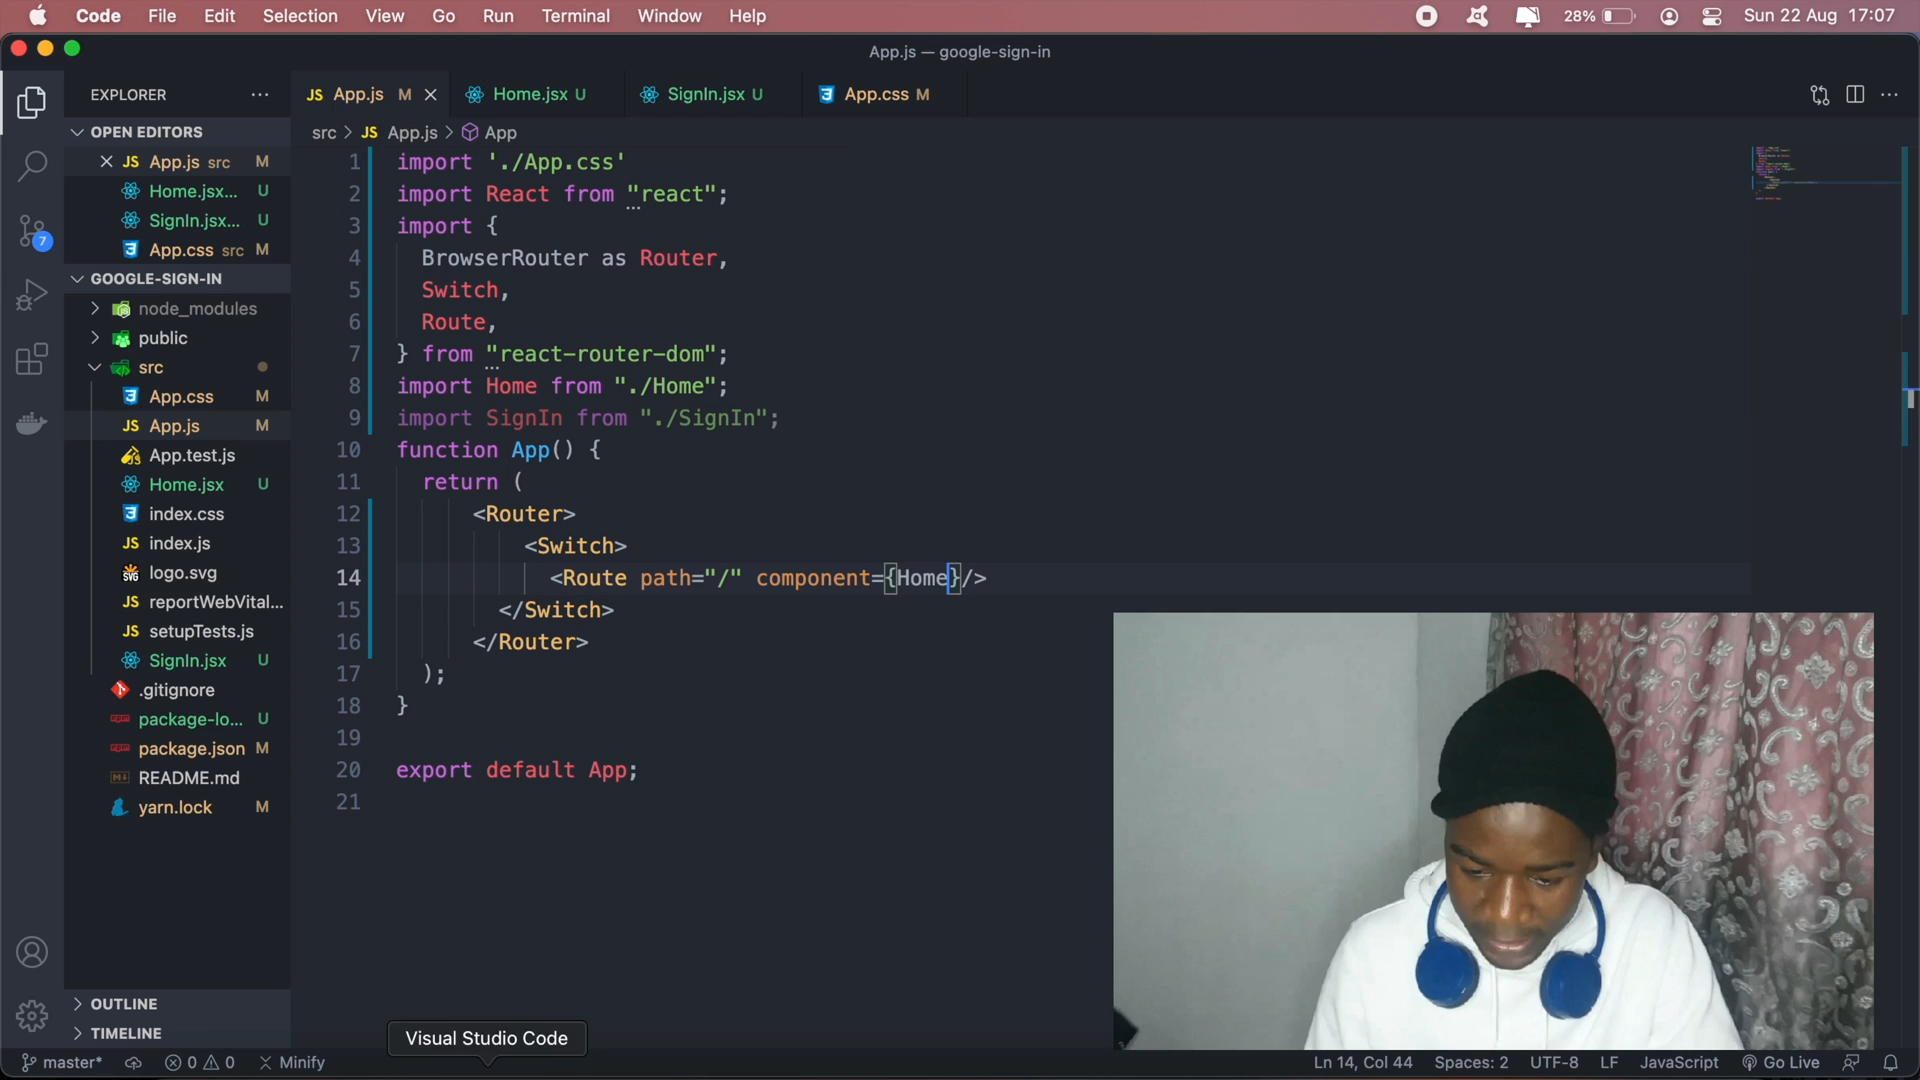 Code File Edit Selection View Go Run Terminal Window Help 28% Sun 22 Aug 17:07
App.js — google-sign-in
EXPLORER
JS App.js M
Home.jsx U
SignIn.jsx U
App.css M
OPEN EDITORS
JS App.js src M
Home.jsx... U
SignIn.jsx... U
App.css src M
GOOGLE-SIGN-IN
node_modules
public
src
App.css M
JS App.js M
App.test.js
Home.jsx U
index.css
JS index.js
logo.svg
JS reportWebVital...
JS setupTests.js
SignIn.jsx U
.gitignore
package-lo... U
package.json M
README.md
yarn.lock M
OUTLINE
TIMELINE
7
src > JS App.js > App
1 import './App.css'
2 import React from "react";
3 import {
4 BrowserRouter as Router,
5 Switch,
6 Route,
7 } from "react-router-dom";
8 import Home from "./Home";
9 import SignIn from "./SignIn";
10 function App() {
11 return (
12 <Router>
13 <Switch>
14 <Route path="/" component={Home}/>
15 </Switch>
16 </Router>
17 );
18 }
19
20 export default App;
21
Visual Studio Code
master* 0 0 Minify Ln 14, Col 44 Spaces: 2 UTF-8 LF JavaScript Go Live